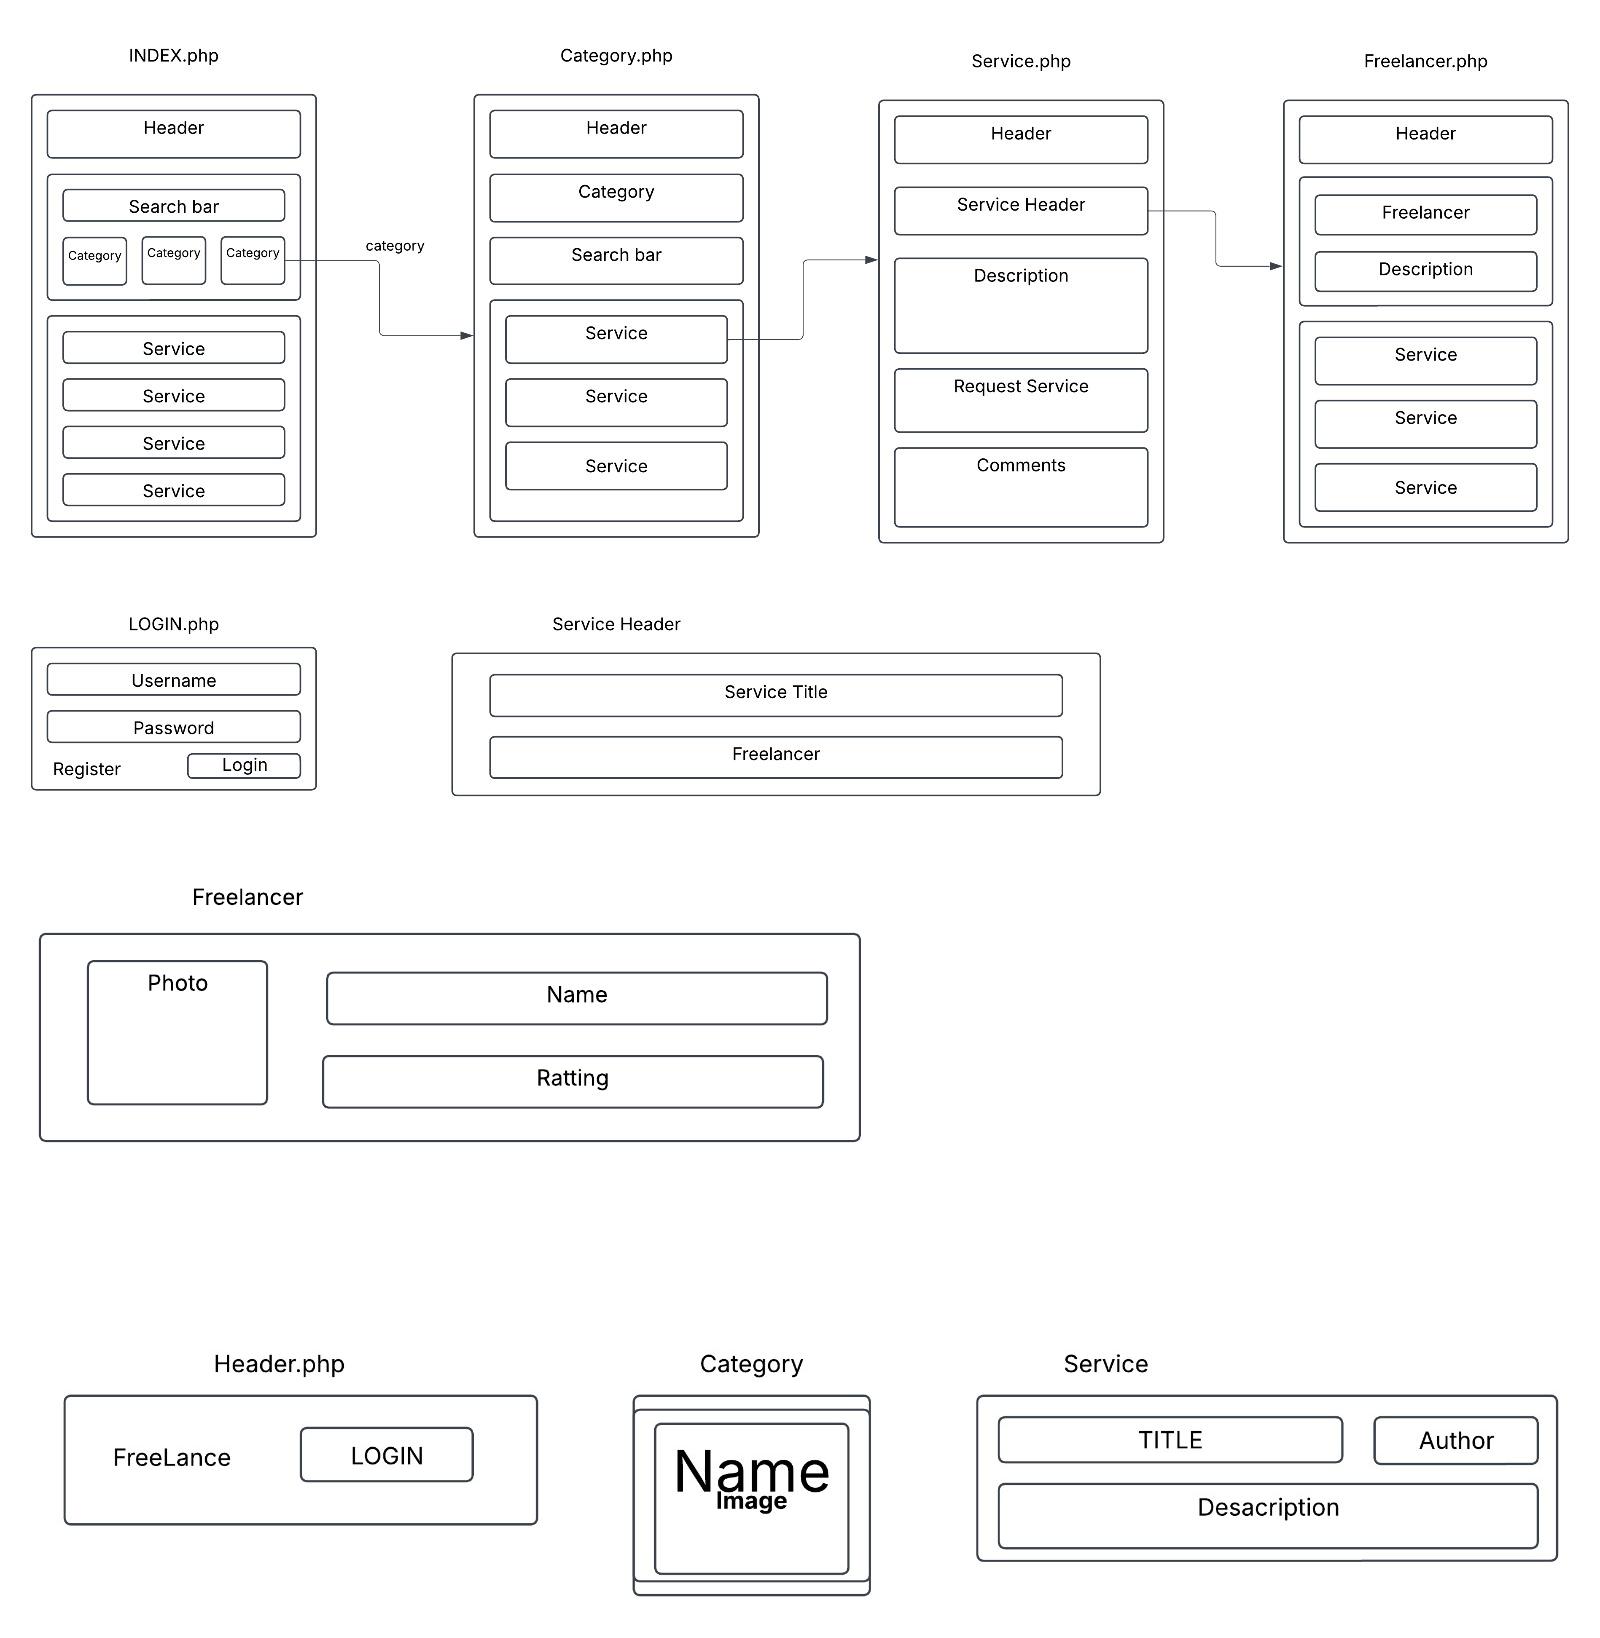 INDEX.php
Header
Search bar
Category
Category
Category
Service
Service
Service
Service
category
Category.php
Header
Category
Search bar
Service
Service
Service
Service.php
Header
Service Header
Description
Request Service
Comments
Freelancer.php
Header
Freelancer
Description
Service
Service
Service
LOGIN.php
Username
Password
Register
Login
Service Header
Service Title
Freelancer
Freelancer
Photo
Name
Ratting
Header.php
FreeLance
LOGIN
Category
Name
Image
Service
TITLE
Author
Desacription